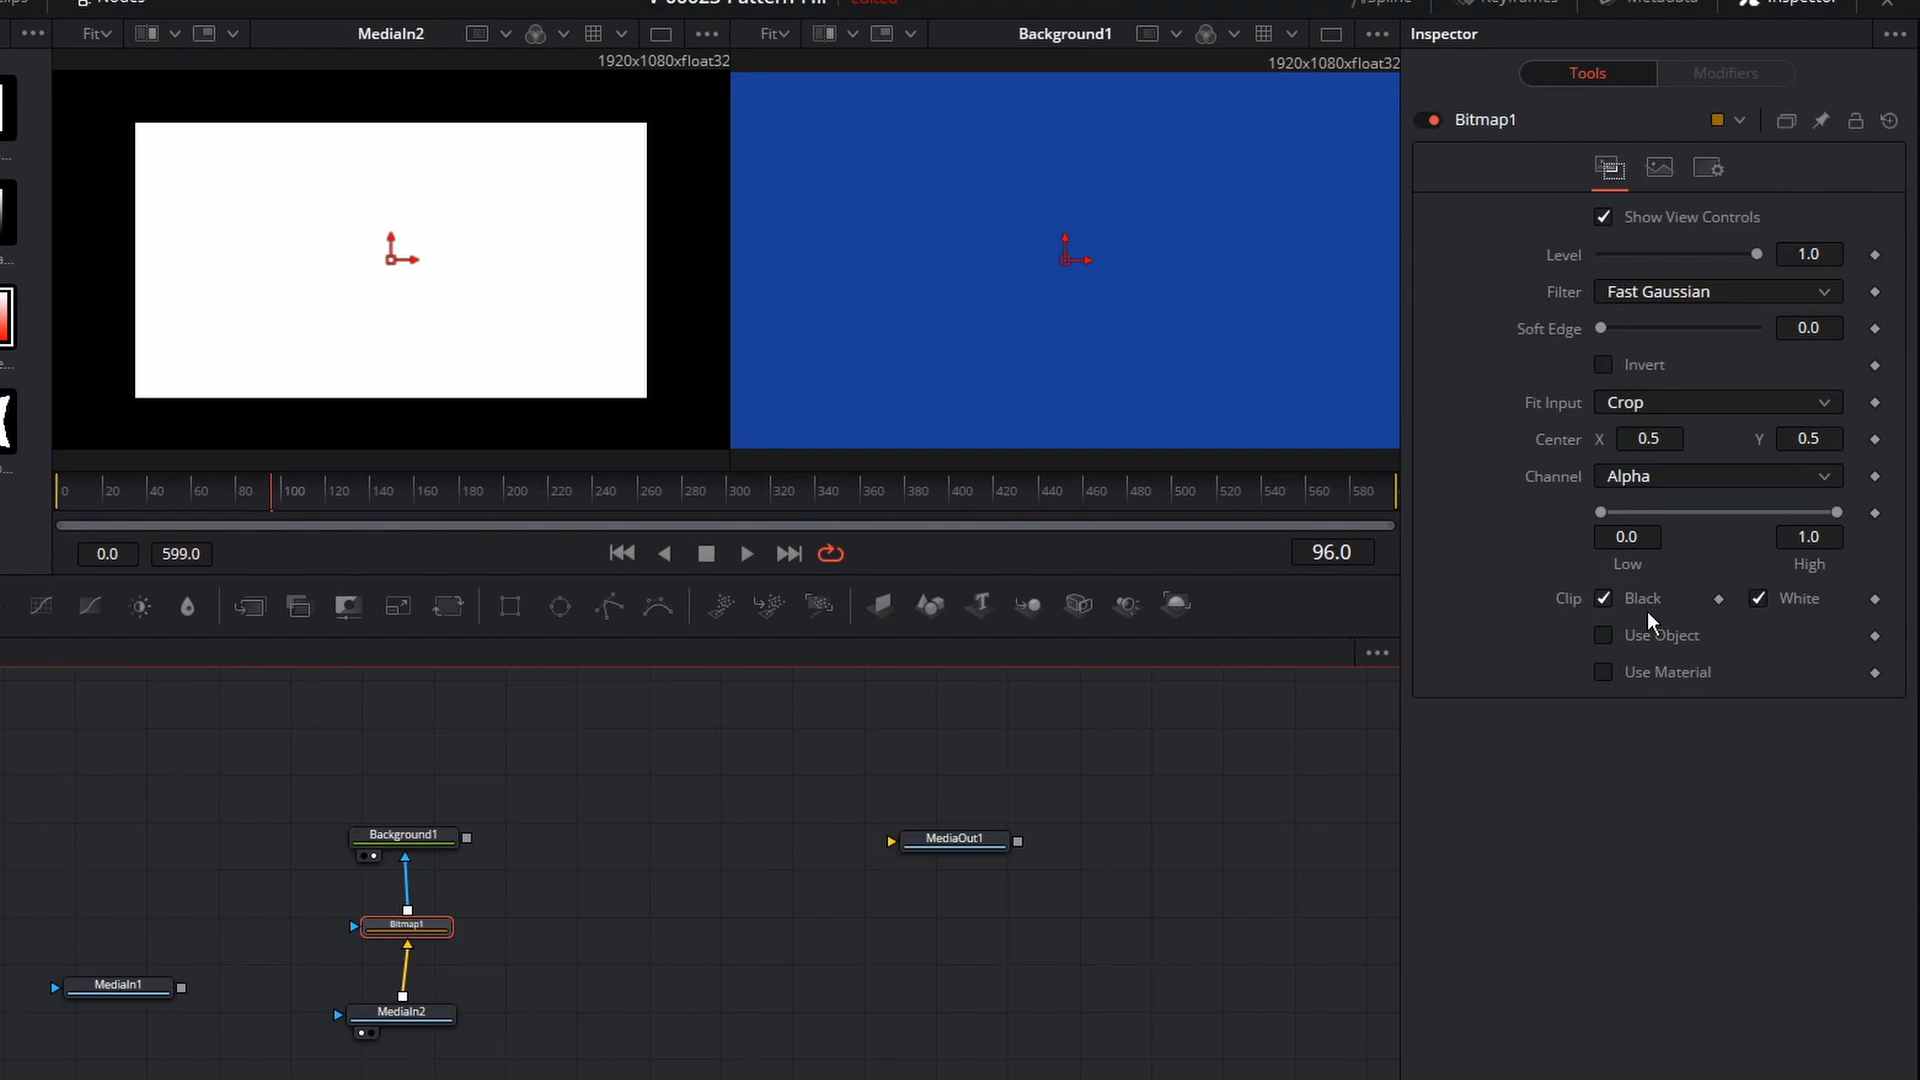 Nodes
Edited
Spline
Keyframes
Metadata
Inspector
Fit
MediaIn2
Fit
Background1
Inspector
1920x1080xfloat32
1920x1080xfloat32
Tools
Modifiers
Bitmap1
Show View Controls
Level
1.0
Filter
Fast Gaussian
Soft Edge
0.0
Invert
Fit Input
Crop
Center X 0.5 Y 0.5
Channel
Alpha
0.0
1.0
Low
High
Clip
Black
White
Use Object
Use Material
0 20 40 60 80 100 120 140 160 180 200 220 240 260 280 300 320 340 360 380 400 420 440 460 480 500 520 540 560 580
0.0
599.0
96.0
Background1
MediaOut1
Bitmap1
MediaIn1
MediaIn2